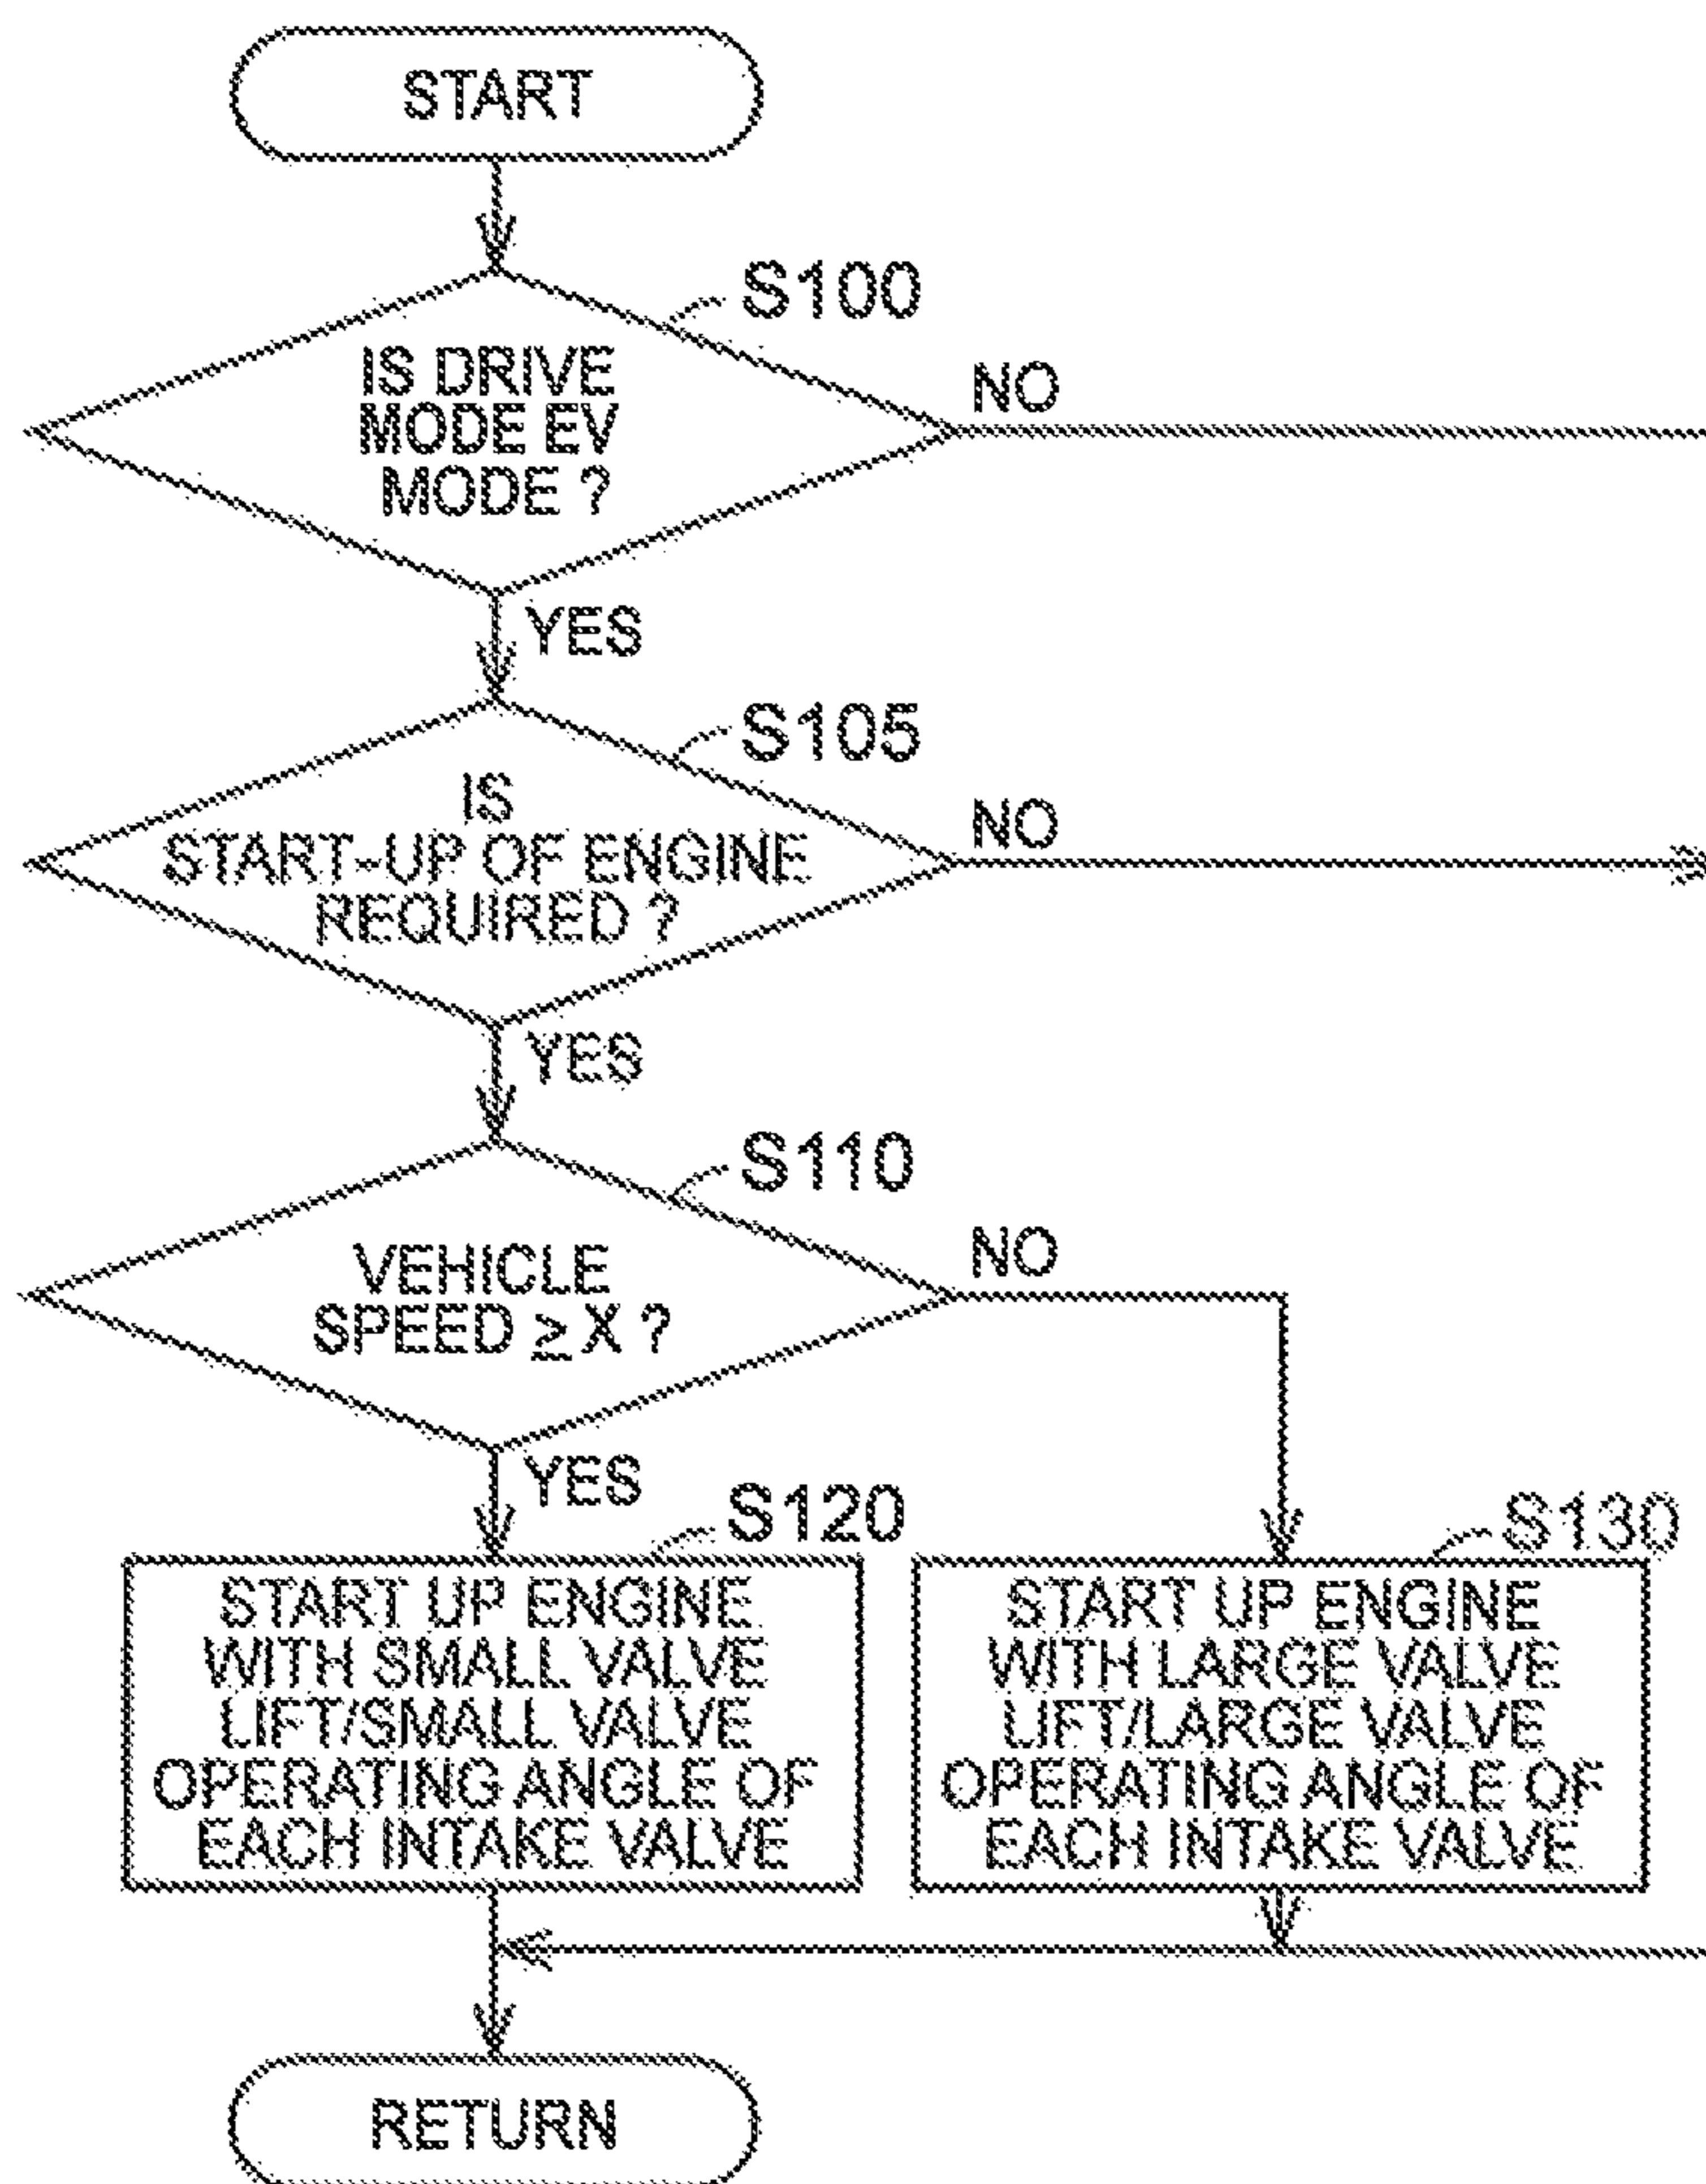 START
S100
IS DRIVE
MODE EV
MODE ?
NO
YES
S105
IS
START-UP OF ENGINE
REQUIRED ?
NO
YES
S110
VEHICLE
SPEED ≥ X ?
NO
YES
S120
START UP ENGINE
WITH SMALL VALVE
LIFT/SMALL VALVE
OPERATING ANGLE OF
EACH INTAKE VALVE
S130
START UP ENGINE
WITH LARGE VALVE
LIFT/LARGE VALVE
OPERATING ANGLE OF
EACH INTAKE VALVE
RETURN